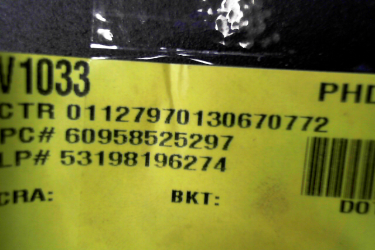 V1033 PHD
CTR 01127970130670772
PC# 60958525297
LP# 53198196274
CRA: BKT: DO